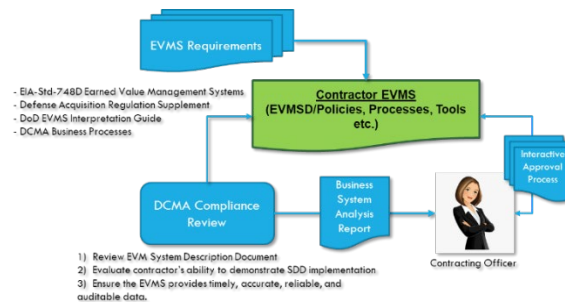 EVMS Requirements
- EIA-Std-748D Earned Value Management Systems
- Defense Acquisition Regulation Supplement
- DoD EVMS Interpretation Guide
- DCMA Business Processes
Contractor EVMS
(EVMSD/Policies, Processes, Tools
etc.)
Interactive
Approval
Process
DCMA Compliance
Review
Business
System
Analysis
Report
Contracting Officer
1) Review EVM System Description Document
2) Evaluate contractor's ability to demonstrate SDD implementation
3) Ensure the EVMS provides timely, accurate, reliable, and
auditable data.